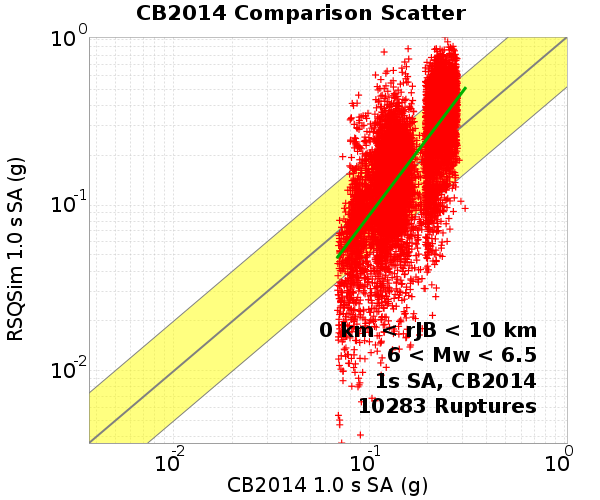 CB2014 Comparison Scatter
10^0
10^-1
10^-2
RSQSim 1.0 s SA (g)
0 km < rJB < 10 km
6 < Mw < 6.5
1s SA, CB2014
10283 Ruptures
10^-2 10^-1 10^0
CB2014 1.0 s SA (g)